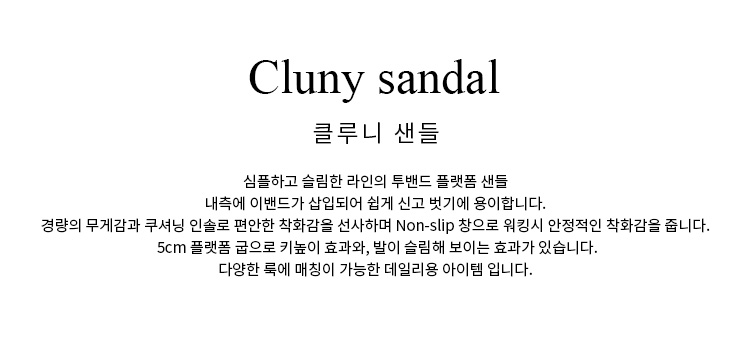 Cluny sandal
클루니 샌들
심플하고 슬림한 라인의 투밴드 플랫폼 샌들
내측에 이밴드가 삽입되어 쉽게 신고 벗기에 용이합니다.
경량의 무게감과 쿠셔닝 인솔로 편안한 착화감을 선사하며 Non-slip 창으로 워킹시 안정적인 착화감을 줍니다.
5cm 플랫폼 굽으로 키높이 효과와, 발이 슬림해 보이는 효과가 있습니다.
다양한 룩에 매칭이 가능한 데일리용 아이템 입니다.